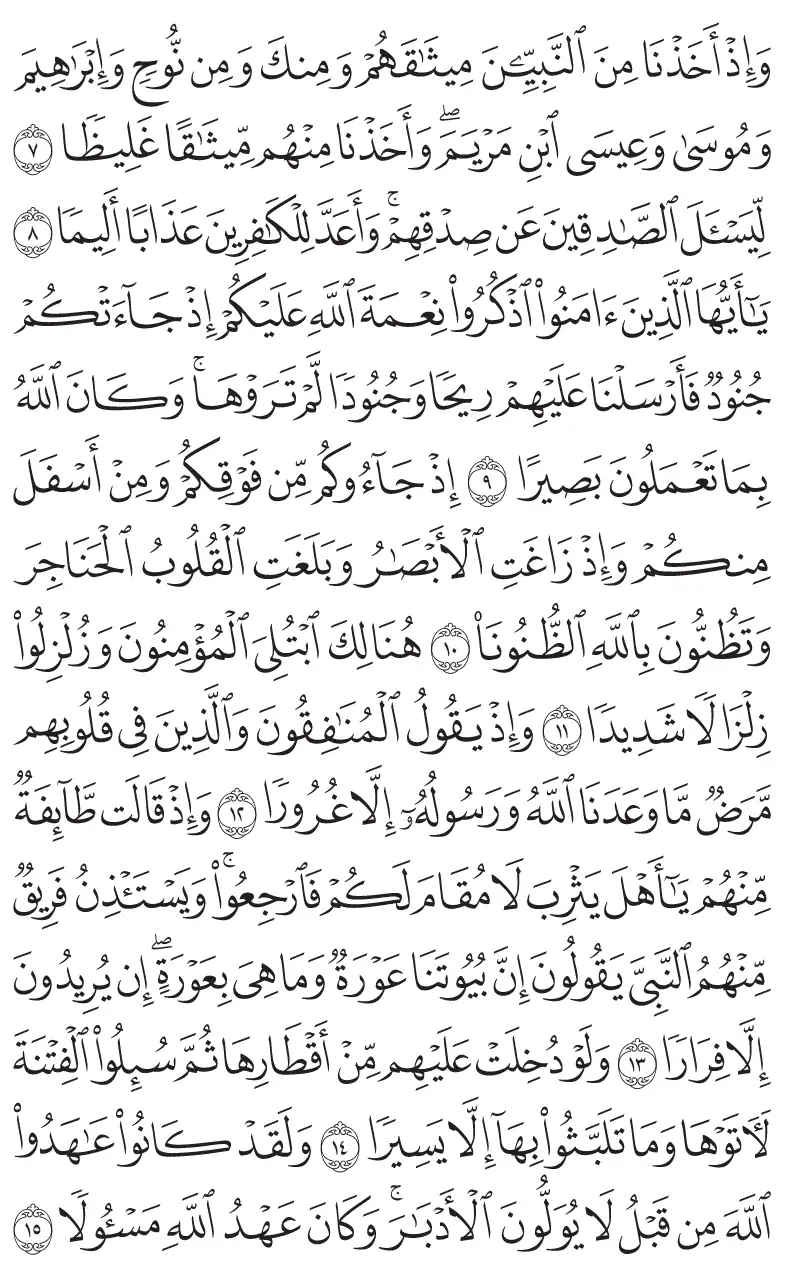 وَإِذۡ أَخَذۡنَا مِنَ ٱلنَّبِيِّـۧنَ مِيثَٰقَهُمۡ وَمِنكَ وَمِن نُّوحٖ وَإِبۡرَٰهِيمَ
وَمُوسَىٰ وَعِيسَى ٱبۡنِ مَرۡيَمَۖ وَأَخَذۡنَا مِنۡهُم مِّيثَٰقًا غَلِيظٗا ٧
لِّيَسۡـَٔلَ ٱلصَّٰدِقِينَ عَن صِدۡقِهِمۡۚ وَأَعَدَّ لِلۡكَٰفِرِينَ عَذَابًا أَلِيمٗا ٨
يَٰٓأَيُّهَا ٱلَّذِينَ ءَامَنُواْ ٱذۡكُرُواْ نِعۡمَةَ ٱللَّهِ عَلَيۡكُمۡ إِذۡ جَآءَتۡكُمۡ
جُنُودٞ فَأَرۡسَلۡنَا عَلَيۡهِمۡ رِيحٗا وَجُنُودٗا لَّمۡ تَرَوۡهَاۚ وَكَانَ ٱللَّهُ
بِمَا تَعۡمَلُونَ بَصِيرًا ٩ إِذۡ جَآءُوكُم مِّن فَوۡقِكُمۡ وَمِنۡ أَسۡفَلَ
مِنكُمۡ وَإِذۡ زَاغَتِ ٱلۡأَبۡصَٰرُ وَبَلَغَتِ ٱلۡقُلُوبُ ٱلۡحَنَاجِرَ
وَتَظُنُّونَ بِٱللَّهِ ٱلظُّنُونَا۠ ١٠ هُنَالِكَ ٱبۡتُلِيَ ٱلۡمُؤۡمِنُونَ وَزُلۡزِلُواْ
زِلۡزَالٗا شَدِيدٗا ١١ وَإِذۡ يَقُولُ ٱلۡمُنَٰفِقُونَ وَٱلَّذِينَ فِي قُلُوبِهِم
مَّرَضٞ مَّا وَعَدَنَا ٱللَّهُ وَرَسُولُهُۥٓ إِلَّا غُرُورٗا ١٢ وَإِذۡ قَالَت طَّآئِفَةٞ
مِّنۡهُمۡ يَٰٓأَهۡلَ يَثۡرِبَ لَا مُقَامَ لَكُمۡ فَٱرۡجِعُواْۚ وَيَسۡتَـٔۡذِنُ فَرِيقٞ
مِّنۡهُمُ ٱلنَّبِيَّ يَقُولُونَ إِنَّ بُيُوتَنَا عَوۡرَةٞ وَمَا هِيَ بِعَوۡرَةٍۖ إِن يُرِيدُونَ
إِلَّا فِرَارٗا ١٣ وَلَوۡ دُخِلَتۡ عَلَيۡهِم مِّنۡ أَقۡطَارِهَا ثُمَّ سُئِلُواْ ٱلۡفِتۡنَةَ
لَأٓتَوۡهَا وَمَا تَلَبَّثُواْ بِهَآ إِلَّا يَسِيرٗا ١٤ وَلَقَدۡ كَانُواْ عَٰهَدُواْ
ٱللَّهَ مِن قَبۡلُ لَا يُوَلُّونَ ٱلۡأَدۡبَٰرَۚ وَكَانَ عَهۡدُ ٱللَّهِ مَسۡـُٔولٗا ١٥